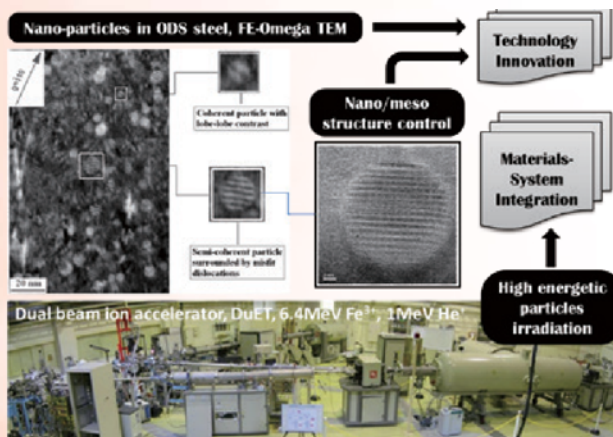 Nano-particles in ODS steel, FE-Omega TEM
Technology
Innovation
Coherent particle with
lobe-lobe contrast
Nano/meso
structure control
Materials-
System
Integration
Semi-coherent particle
surrounded by misfit
dislocations
20 nm
High energetic
particles
irradiation
Dual beam ion accelerator, DuET, 6.4MeV Fe³⁺, 1MeV He⁺